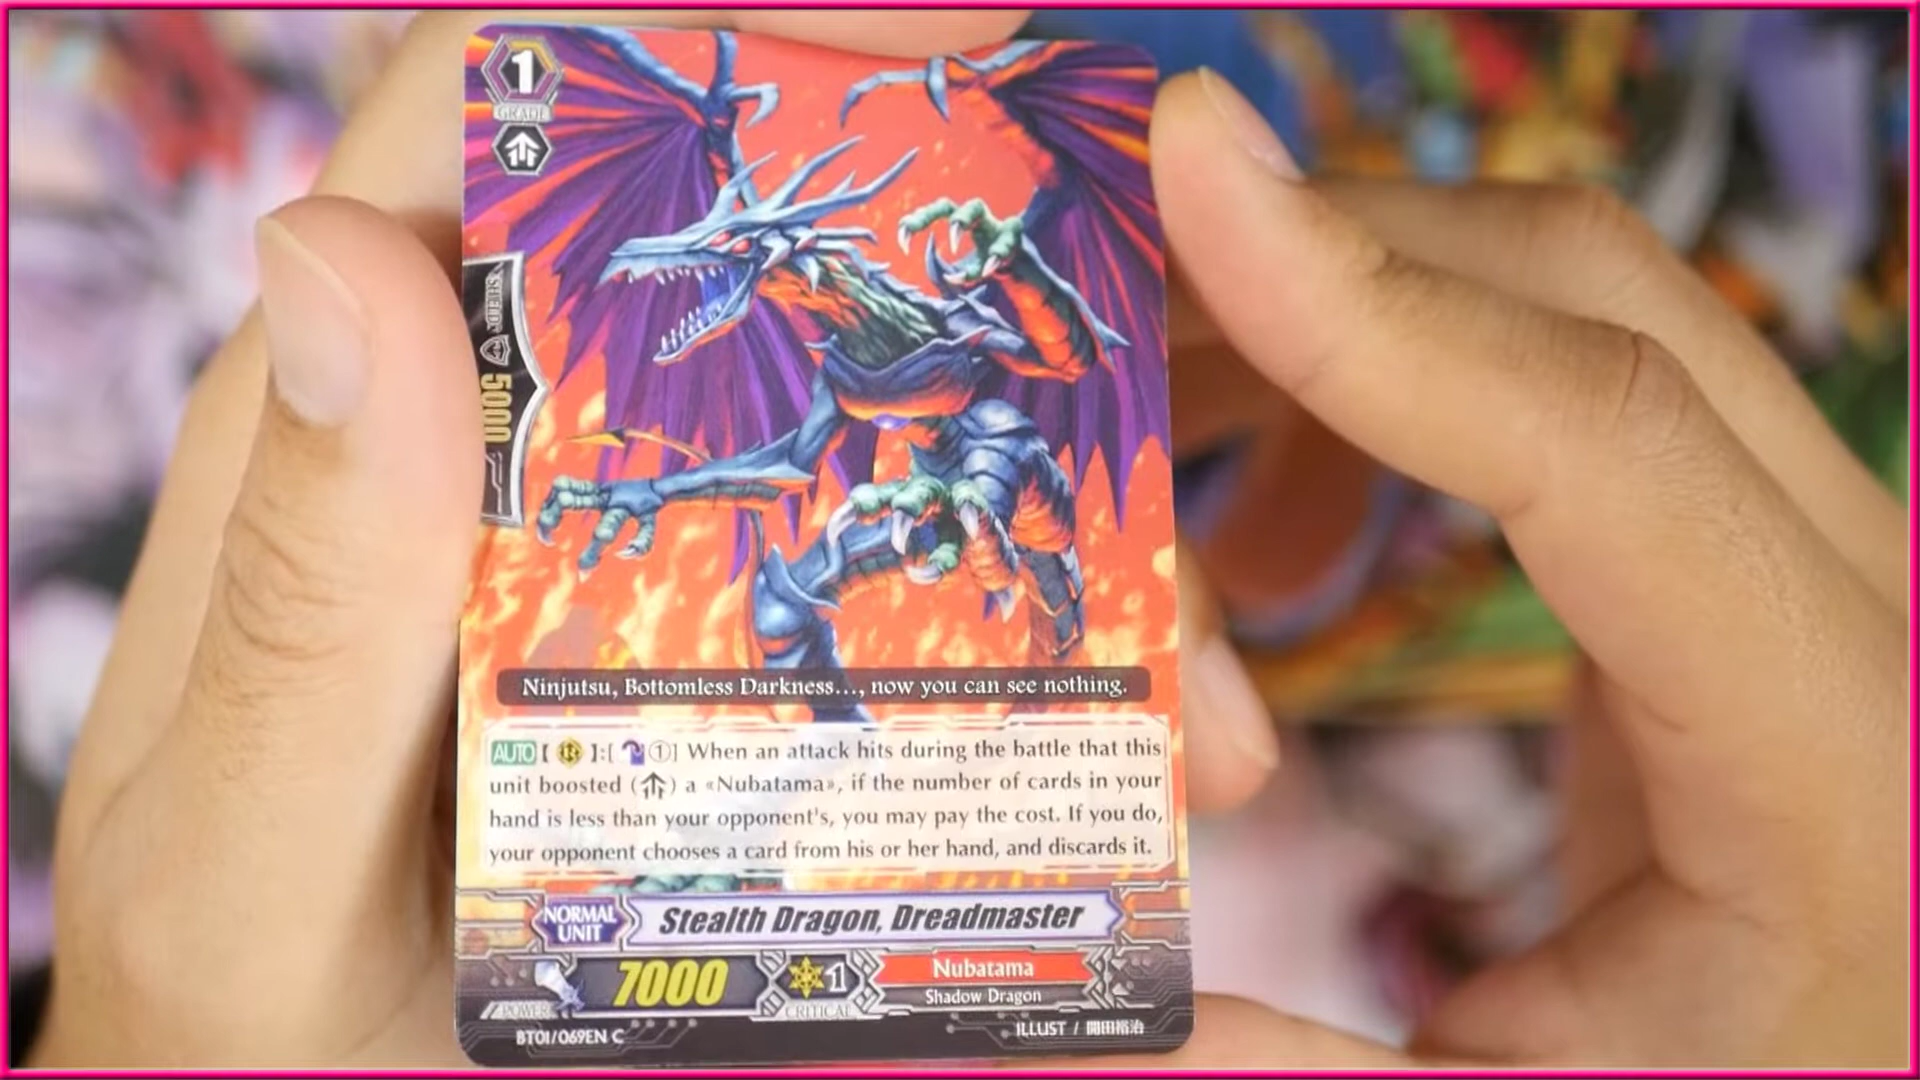 1
GRADE
SHIELD
5000
Ninjutsu, Bottomless Darkness..., now you can see nothing.
AUTO [ R ]:[ ①] When an attack hits during the battle that this
unit boosted ( ) a «Nubatama», if the number of cards in your
hand is less than your opponent's, you may pay the cost. If you do,
your opponent chooses a card from his or her hand, and discards it.
NORMAL
UNIT
Stealth Dragon, Dreadmaster
POWER
7000
1
CRITICAL
Nubatama
Shadow Dragon
BT01/069EN C
ILLUST / 開田裕治